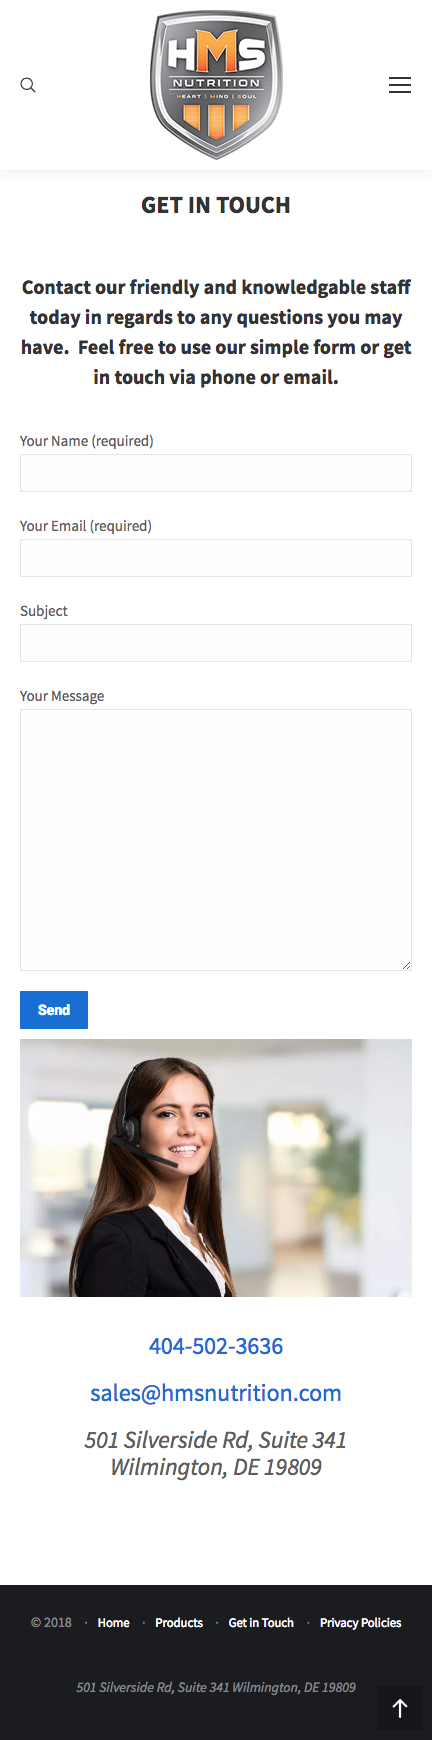 HMS
NUTRITION
HEART | MIND | SOUL
GET IN TOUCH
Contact our friendly and knowledgable staff
today in regards to any questions you may
have.  Feel free to use our simple form or get
in touch via phone or email.
Your Name (required)
Your Email (required)
Subject
Your Message
Send
404-502-3636
sales@hmsnutrition.com
501 Silverside Rd, Suite 341
Wilmington, DE 19809
© 2018 · Home · Products · Get in Touch · Privacy Policies
501 Silverside Rd, Suite 341 Wilmington, DE 19809